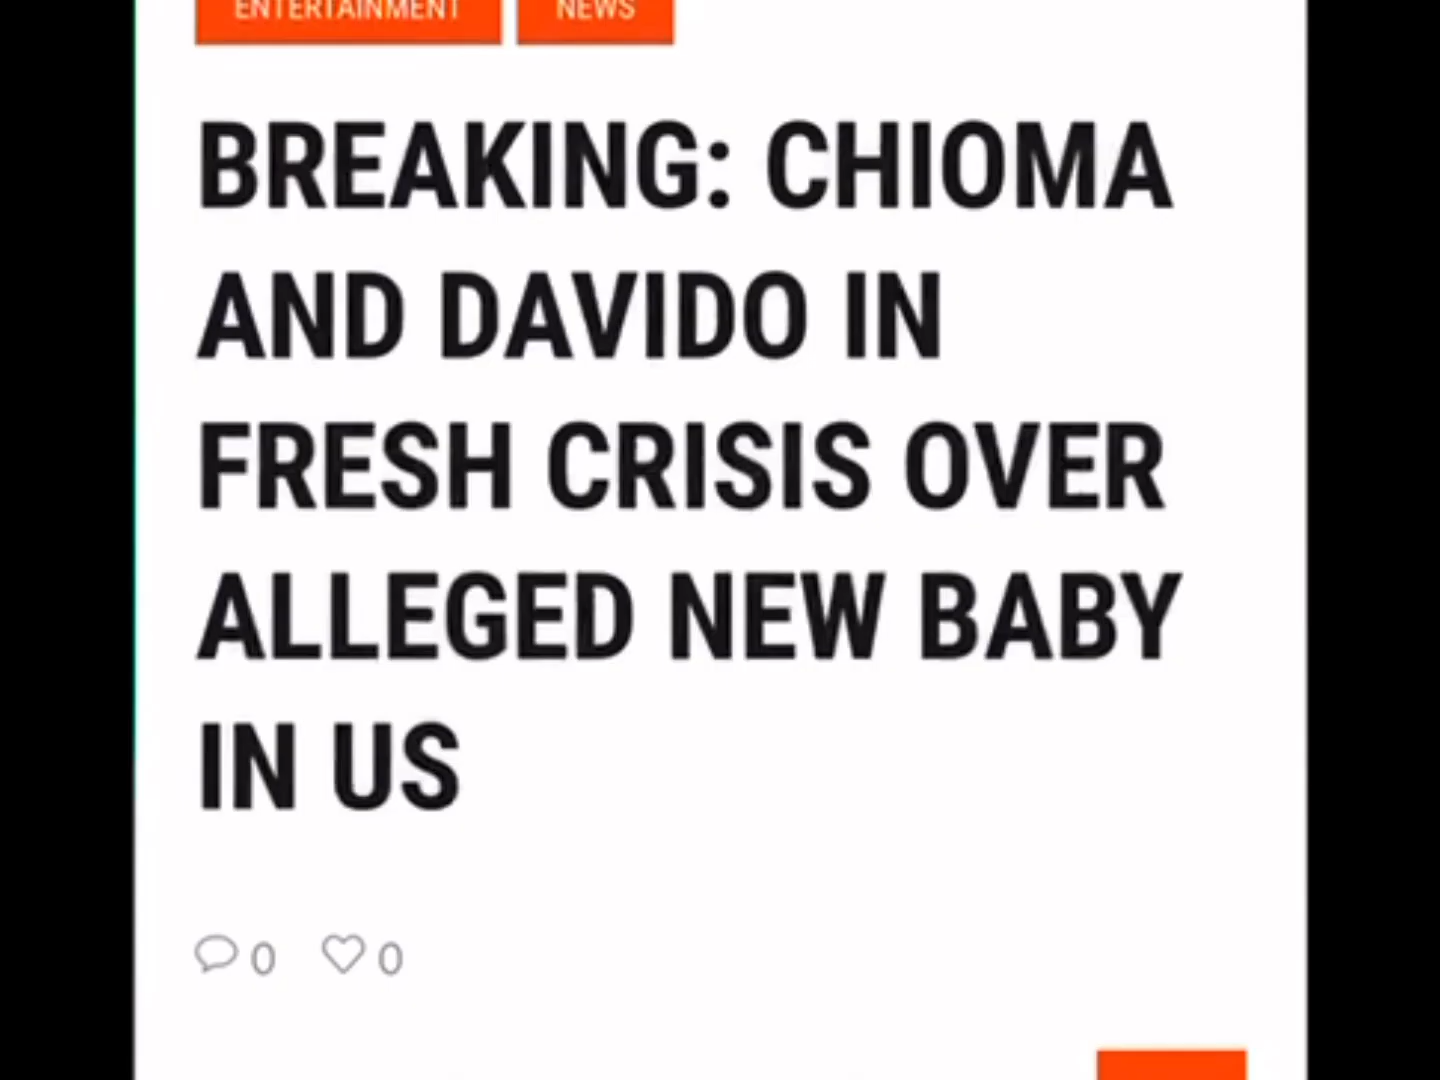 ENTERTAINMENT NEWS
BREAKING: CHIOMA
AND DAVIDO IN
FRESH CRISIS OVER
ALLEGED NEW BABY
IN US
0 0